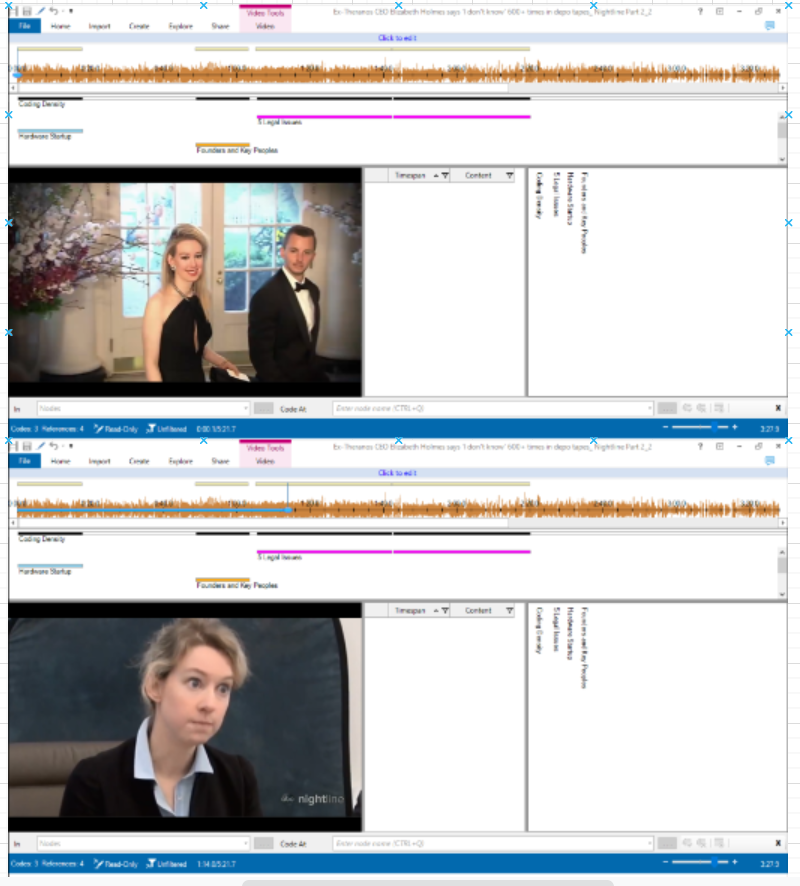 Video Tools
Ex-Theranos CEO Elizabeth Holmes says 'I don't know' 600+ times in depo tapes_ Nightline Part 2_2
File Home Import Create Explore Share Video
Click to edit
Coding Density
5 Legal Issues
Hardware Startup
Founders and Key Peoples
Timespan Content
Coding Density
5 Legal Issues
Hardware Startup
Founders and Key Peoples
In Nodes Code At Enter node name (CTRL+Q) X
Codes: 3 References: 4 Read-Only Unfiltered 0:00.1/5:21.7
Video Tools
Ex-Theranos CEO Elizabeth Holmes says 'I don't know' 600+ times in depo tapes_ Nightline Part 2_2
File Home Import Create Explore Share Video
Click to edit
Coding Density
5 Legal Issues
Hardware Startup
Founders and Key Peoples
Timespan Content
Coding Density
5 Legal Issues
Hardware Startup
Founders and Key Peoples
nightline
In Nodes Code At Enter node name (CTRL+Q) X
Codes: 3 References: 4 Read-Only Unfiltered 1:14.0/5:21.7